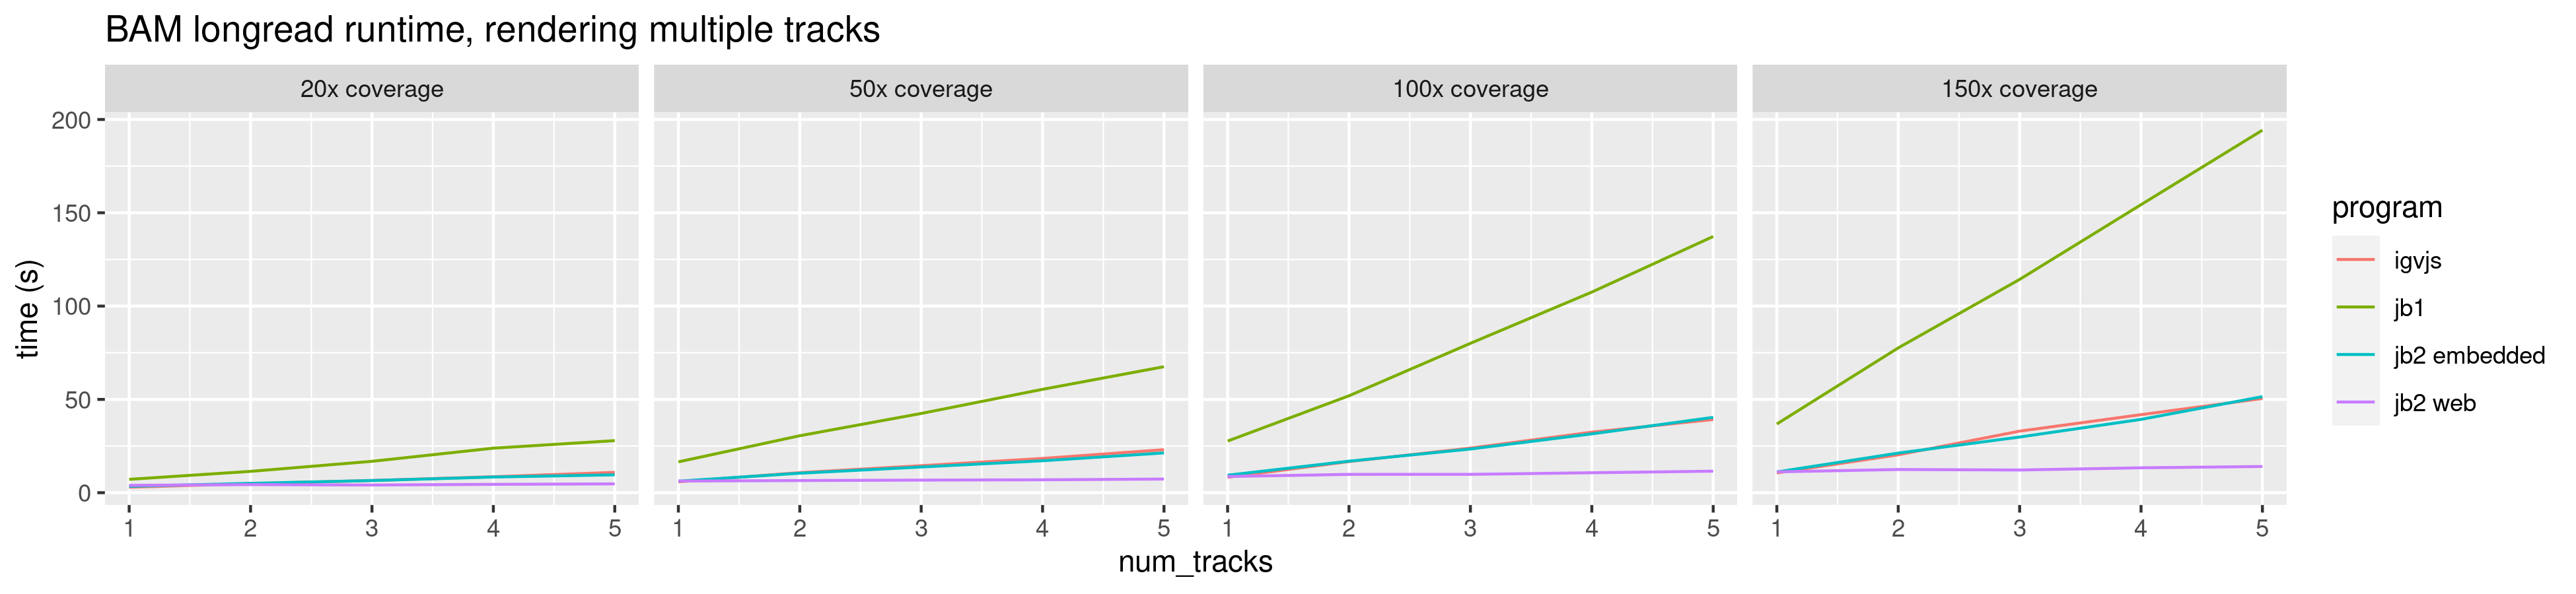 BAM longread runtime, rendering multiple tracks
20x coverage
50x coverage
100x coverage
150x coverage
200
150
100
50
0
time (s)
1 2 3 4 5
1 2 3 4 5
1 2 3 4 5
1 2 3 4 5
num_tracks
program
igvjs
jb1
jb2 embedded
jb2 web